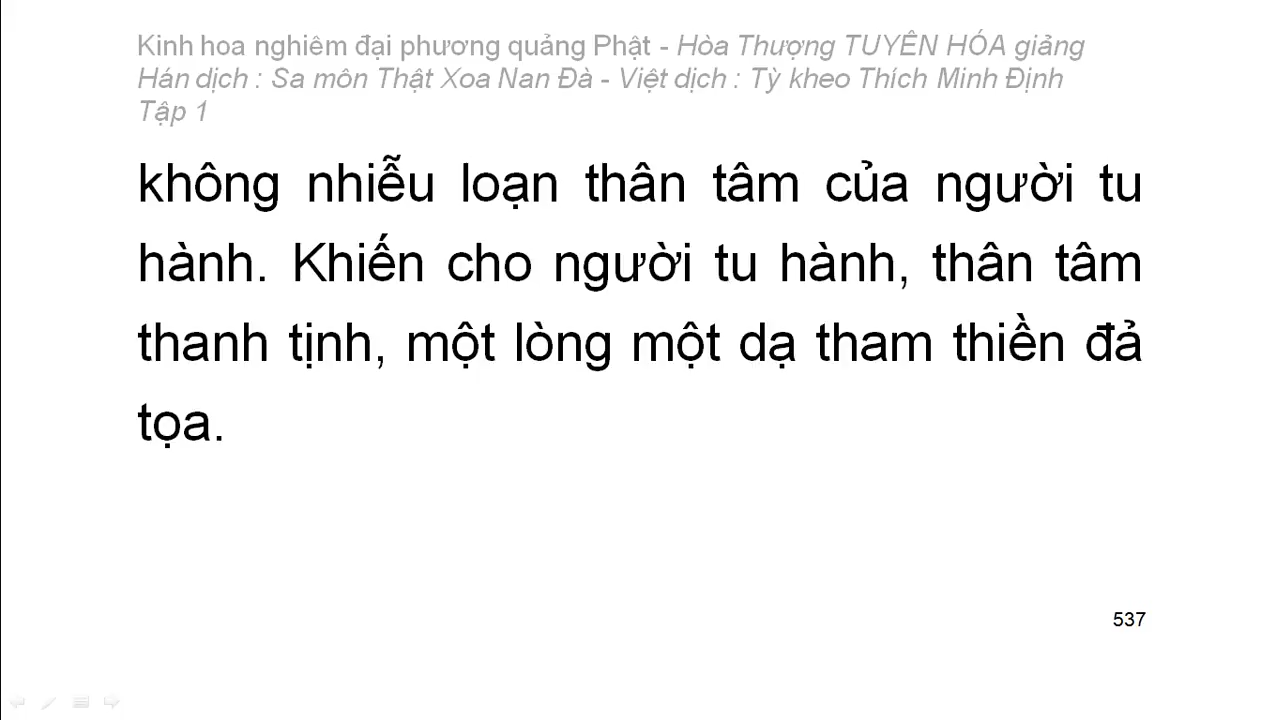 Kinh hoa nghiêm đại phương quảng Phật - Hòa Thượng TUYÊN HÓA giảng
Hán dịch : Sa môn Thật Xoa Nan Đà - Việt dịch : Tỳ kheo Thích Minh Định
Tập 1
không nhiễu loạn thân tâm của người tu
hành. Khiến cho người tu hành, thân tâm
thanh tịnh, một lòng một dạ tham thiền đả
tọa.
537